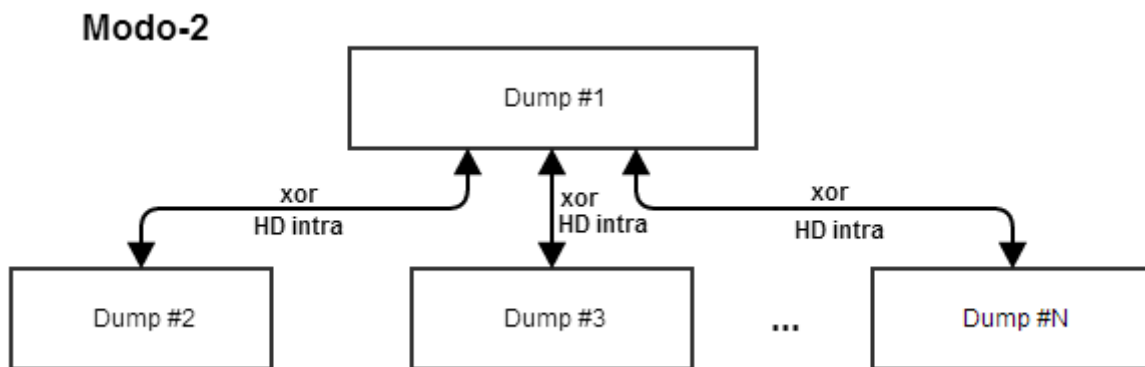 Modo-2
Dump #1
xor
HD intra
xor
HD intra
xor
HD intra
Dump #2
Dump #3
...
Dump #N